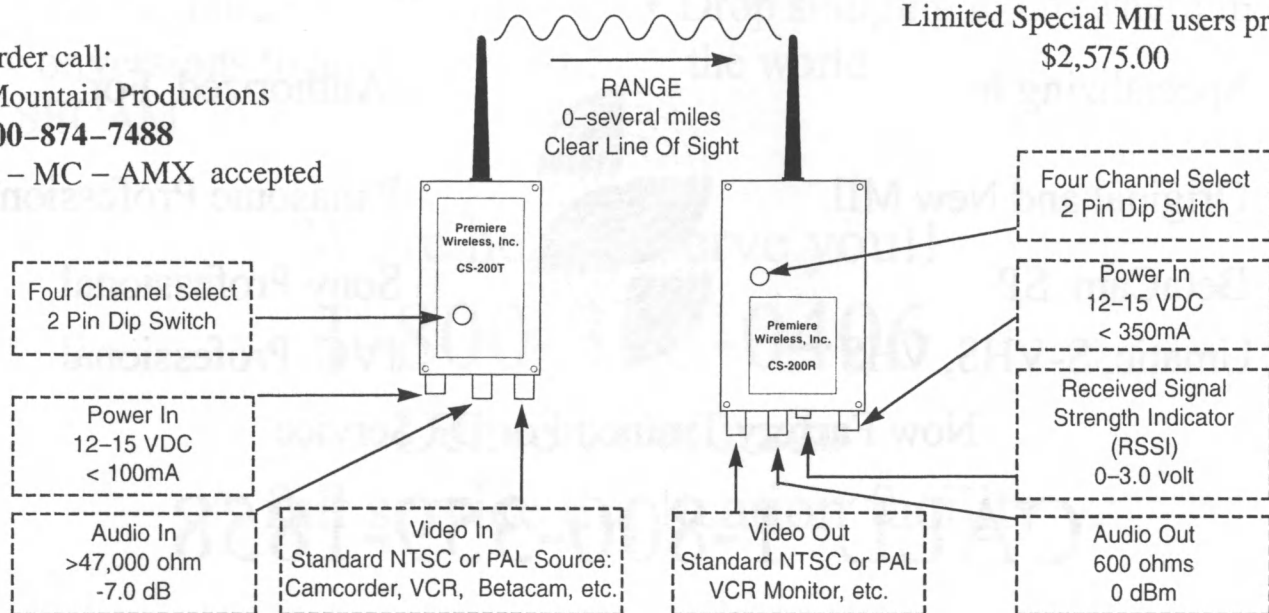 Limited Special MII users pr
$2,575.00
rder call:
Mountain Productions
00–874–7488
– MC – AMX accepted
RANGE
0–several miles
Clear Line Of Sight
Premiere
Wireless, Inc.
CS-200T
Premiere
Wireless, Inc.
CS-200R
Four Channel Select
2 Pin Dip Switch
Power In
12–15 VDC
< 100mA
Audio In
>47,000 ohm
-7.0 dB
Video In
Standard NTSC or PAL Source:
Camcorder, VCR, Betacam, etc.
Video Out
Standard NTSC or PAL
VCR Monitor, etc.
Four Channel Select
2 Pin Dip Switch
Power In
12–15 VDC
< 350mA
Received Signal
Strength Indicator
(RSSI)
0–3.0 volt
Audio Out
600 ohms
0 dBm